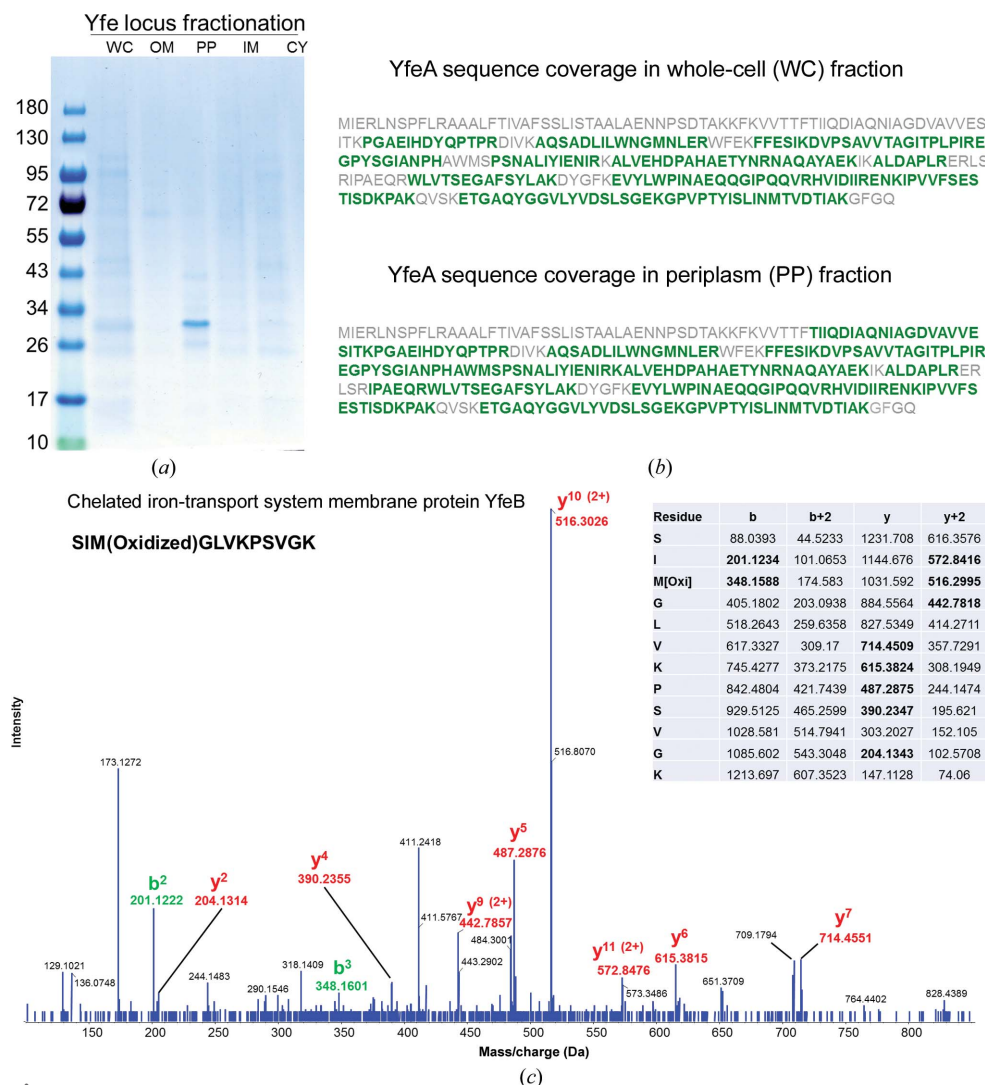 Yfe locus fractionation
WC OM PP IM CY
180
130
95
72
55
43
34
26
17
10
(a)
YfeA sequence coverage in whole-cell (WC) fraction
MIERLNSPFLRAAALFTIVAFSSLISTAALAENNPSDTAKKFKVVTTFTIIQDIAQNIAGDVAVVES
ITKPGAEIHDYQPTPRDIVKAQSADLILWNGMNLERWFEKFFESIKDVPSAVVTAGITPLPIRE
GPYSGIANPHAWMSPSNALIYIENIRKALVEHDPAHAETYNRNAQAYAEKIKALDAPLRERLS
RIPAEQRWLVTSEGAFSYLAKDYGFKEVYLWPINAEQQGIPQQVRHVIDIIRENKIPVVFSES
TISDKPAKQVSKETGAQYGGVLYVDSLSGEKGPVPTYISLINMTVDTIAKGFGQ
YfeA sequence coverage in periplasm (PP) fraction
MIERLNSPFLRAAALFTIVAFSSLISTAALAENNPSDTAKKFKVVTTFTIIQDIAQNIAGDVAVVE
SITKPGAEIHDYQPTPRDIVKAQSADLILWNGMNLERWFEKFFESIKDVPSAVVTAGITPLPIR
EGPYSGIANPHAWMSPSNALIYIENIRKALVEHDPAHAETYNRNAQAYAEKIKALDAPLRER
LSRIPAEQRWLVTSEGAFSYLAKDYGFKEVYLWPINAEQQGIPQQVRHVIDIIRENKIPVVFS
ESTISDKPAKQVSKETGAQYGGVLYVDSLSGEKGPVPTYISLINMTVDTIAKGFGQ
(b)
Chelated iron-transport system membrane protein YfeB
SIM(Oxidized)GLVKPSVGK
Residue b b+2 y y+2
S 88.0393 44.5233 1231.708 616.3576
I 201.1234 101.0653 1144.676 572.8416
M[Oxi] 348.1588 174.583 1031.592 516.2995
G 405.1802 203.0938 884.5564 442.7818
L 518.2643 259.6358 827.5349 414.2711
V 617.3327 309.17 714.4509 357.7291
K 745.4277 373.2175 615.3824 308.1949
P 842.4804 421.7439 487.2875 244.1474
S 929.5125 465.2599 390.2347 195.621
V 1028.581 514.7941 303.2027 152.105
G 1085.602 543.3048 204.1343 102.5708
K 1213.697 607.3523 147.1128 74.06
y10 (2+)
516.3026
516.8070
173.1272
411.2418
y5
487.2876
y4
390.2355
b2
201.1222
y2
204.1314
y9 (2+)
442.7857
411.5767
484.3001
443.2902
y11 (2+)
572.8476
573.3486
y6
615.3815
709.1794
y7
714.4551
129.1021
136.0748
244.1483
290.1546
318.1409
b3
348.1601
651.3709
764.4402
828.4389
Intensity
150 200 250 300 350 400 450 500 550 600 650 700 750 800
Mass/charge (Da)
(c)